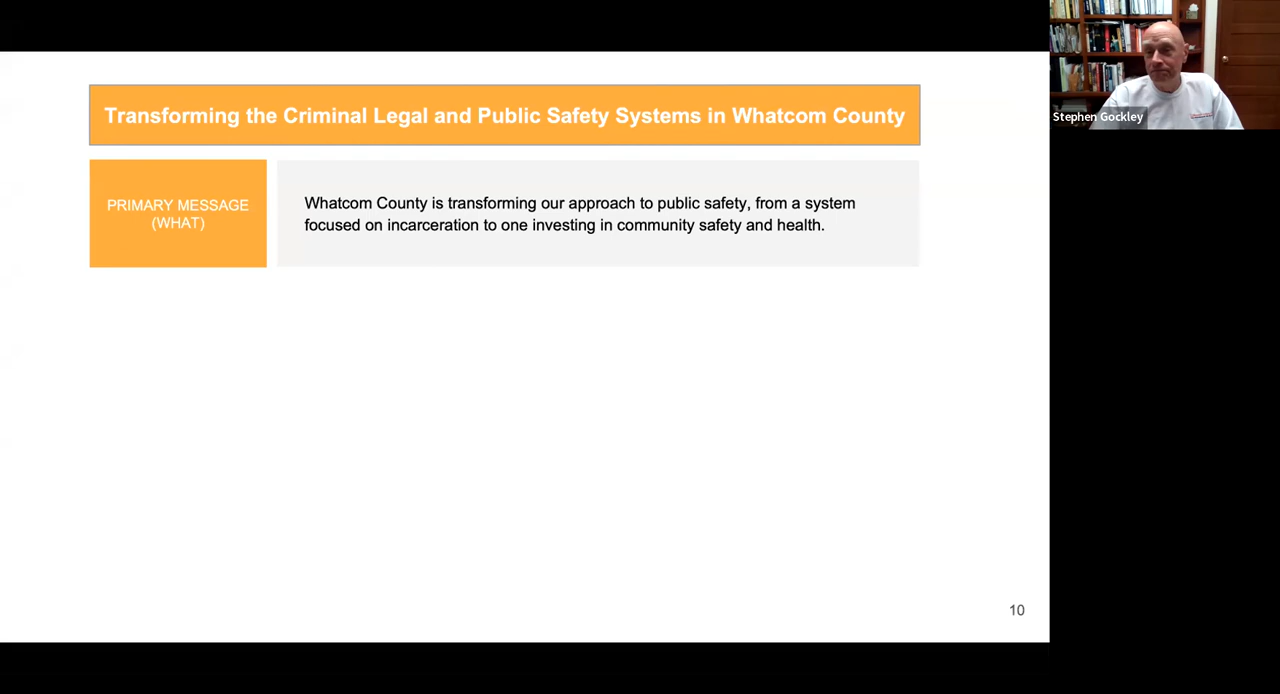 Transforming the Criminal Legal and Public Safety Systems in Whatcom County
PRIMARY MESSAGE
(WHAT)
Whatcom County is transforming our approach to public safety, from a system
focused on incarceration to one investing in community safety and health.
10
Stephen Gockley